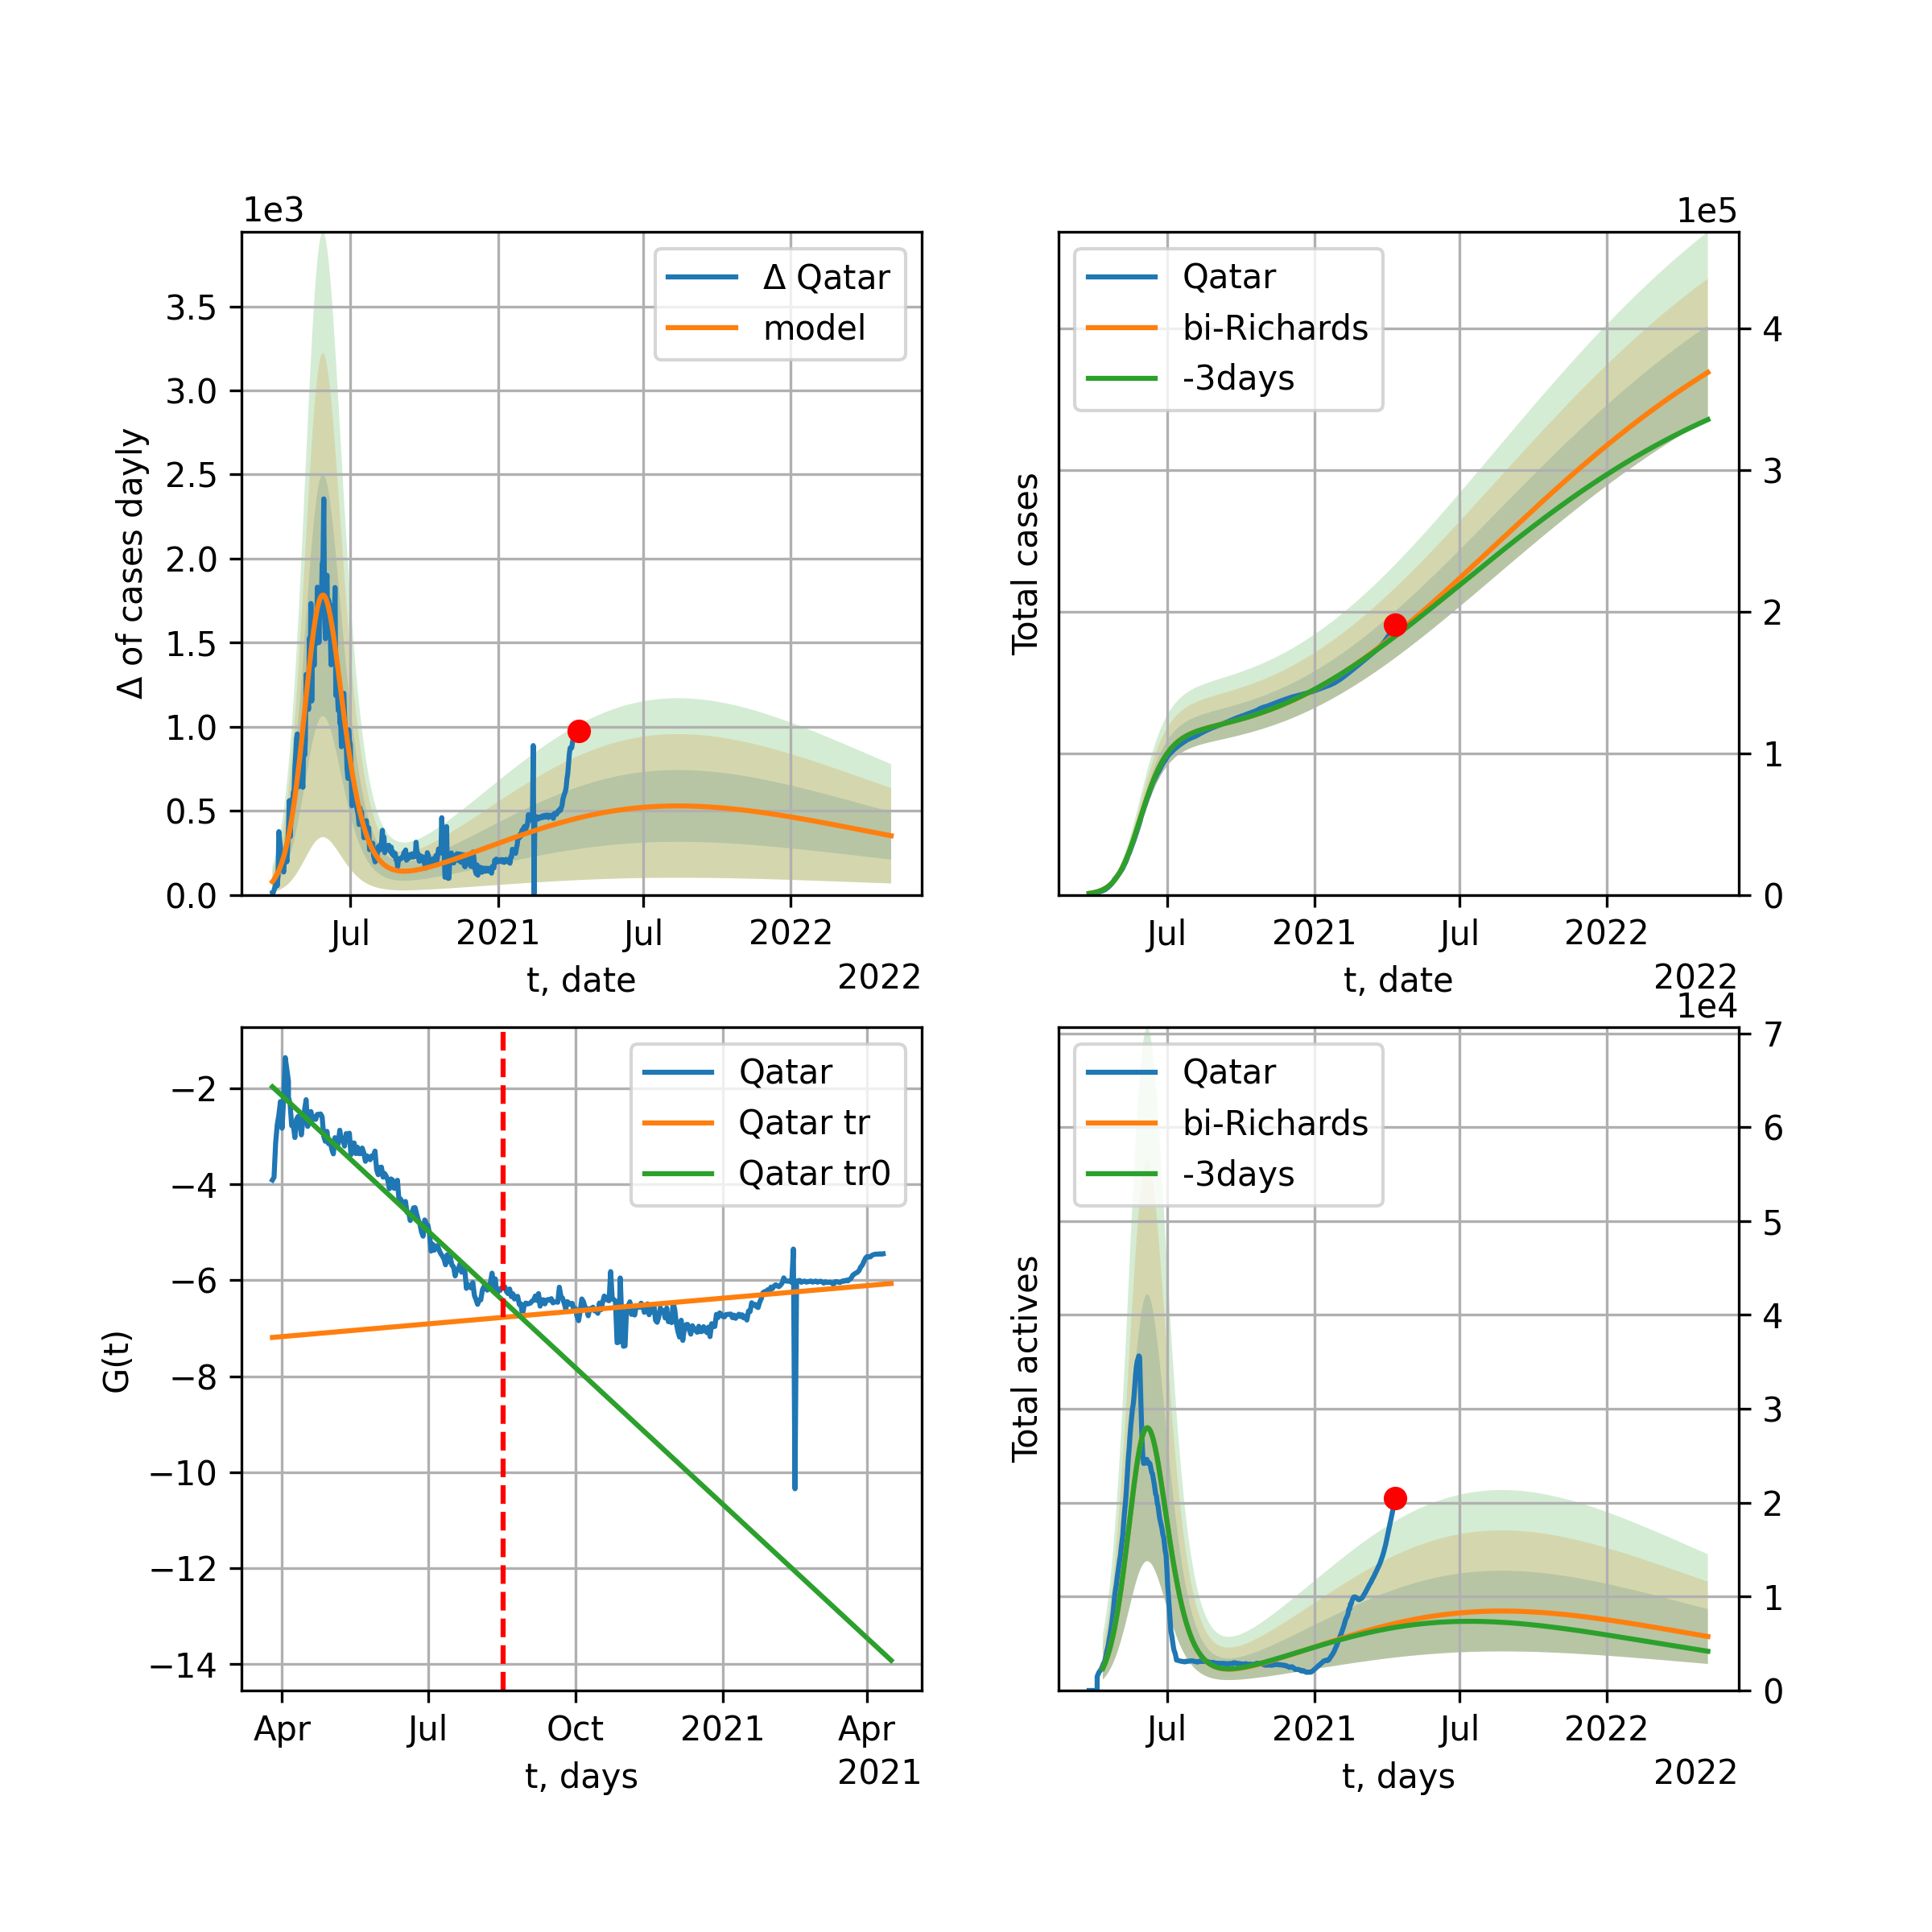 1e3
Δ Qatar
model
3.5
3.0
2.5
2.0
1.5
1.0
0.5
0.0
Δ of cases dayly
Jul
2021
Jul
2022
t, date
2022
1e5
Qatar
bi-Richards
-3days
4
3
2
1
0
Total cases
Jul
2021
Jul
2022
t, date
2022
Qatar
Qatar tr
Qatar tr0
−2
−4
−6
−8
−10
−12
−14
G(t)
Apr
Jul
Oct
2021
Apr
t, days
2021
1e4
Qatar
bi-Richards
-3days
7
6
5
4
3
2
1
0
Total actives
Jul
2021
Jul
2022
t, days
2022